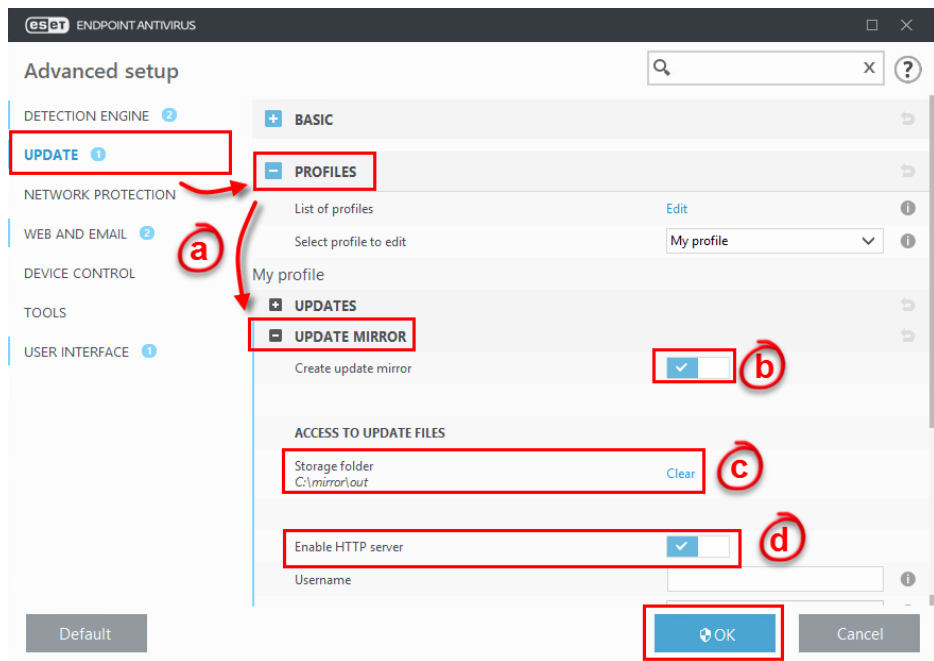 eset ENDPOINT ANTIVIRUS
Advanced setup
x
?
DETECTION ENGINE 2
UPDATE 1
NETWORK PROTECTION
WEB AND EMAIL 2
DEVICE CONTROL
TOOLS
USER INTERFACE 1
a
BASIC
PROFILES
List of profiles Edit
Select profile to edit My profile
My profile
UPDATES
UPDATE MIRROR
Create update mirror
b
ACCESS TO UPDATE FILES
Storage folder
C:\mirror\out
Clear
c
Enable HTTP server
d
Username
Default
OK
Cancel